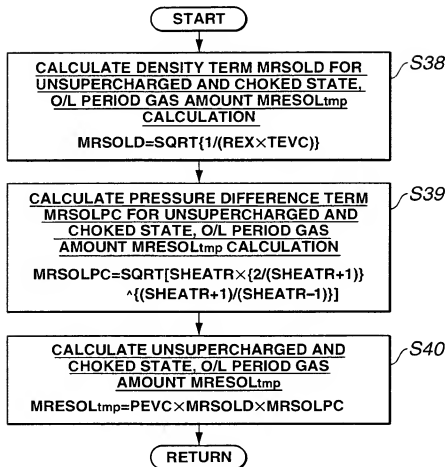 START
S38
CALCULATE DENSITY TERM MRSOLD FOR
UNSUPERCHARGED AND CHOKED STATE,
O/L PERIOD GAS AMOUNT MRESOLtmp
CALCULATION
MRSOLD=SQRT{1/(REX×TEVC)}
S39
CALCULATE PRESSURE DIFFERENCE TERM
MRSOLPC FOR UNSUPERCHARGED AND
CHOKED STATE, O/L PERIOD GAS
AMOUNT MRESOLtmp CALCULATION
MRSOLPC=SQRT[SHEATR×{2/(SHEATR+1)}
^{(SHEATR+1)/(SHEATR−1)}]
S40
CALCULATE UNSUPERCHARGED AND
CHOKED STATE, O/L PERIOD GAS
AMOUNT MRESOLtmp
MRESOLtmp=PEVC×MRSOLD×MRSOLPC
RETURN